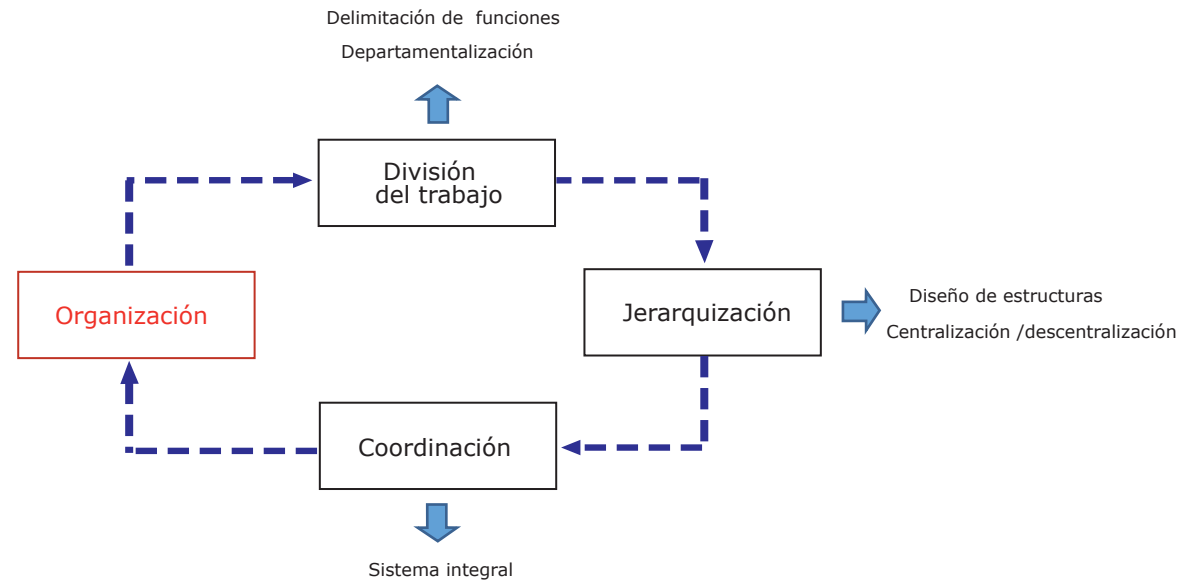 Delimitación de funciones
Departamentalización
División
del trabajo
Organización
Jerarquización
Diseño de estructuras
Centralización /descentralización
Coordinación
Sistema integral